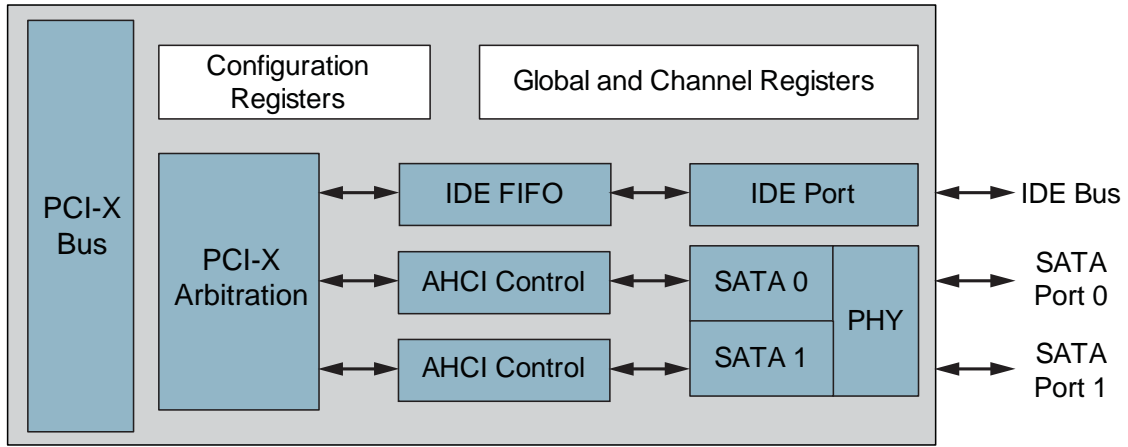 Configuration
Registers
Global and Channel Registers
PCI-X
Bus
PCI-X
Arbitration
IDE FIFO
IDE Port
IDE Bus
AHCI Control
SATA 0
PHY
SATA
Port 0
AHCI Control
SATA 1
SATA
Port 1